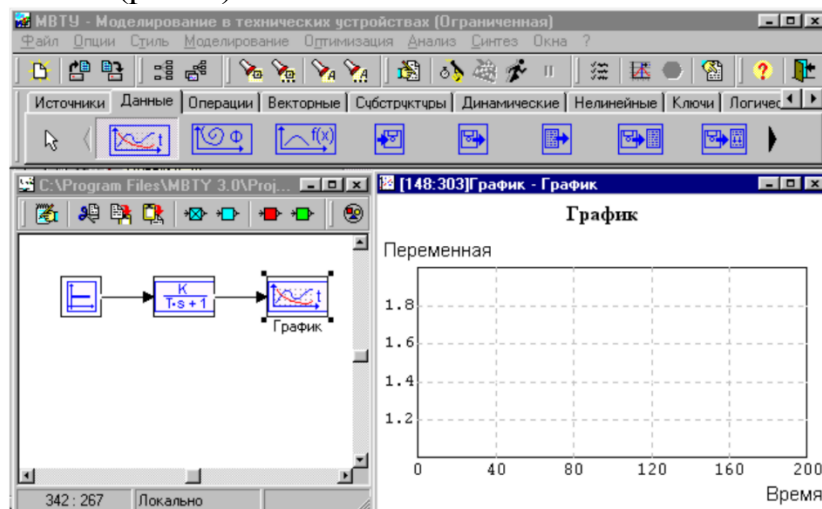 МВТУ - Моделирование в технических устройствах (Ограниченная)
Файл Опции Стиль Моделирование Оптимизация Анализ Синтез Окна ?
Источники Данные Операции Векторные Субструктуры Динамические Нелинейные Ключи Логичес
t Φ f(x)
C:\Program Files\МВТУ 3.0\Proj...
[148:303]График - График
График
Переменная
K
T·s + 1
t
График
1.8
1.6
1.4
1.2
0 40 80 120 160 200
Время
342 : 267 Локально